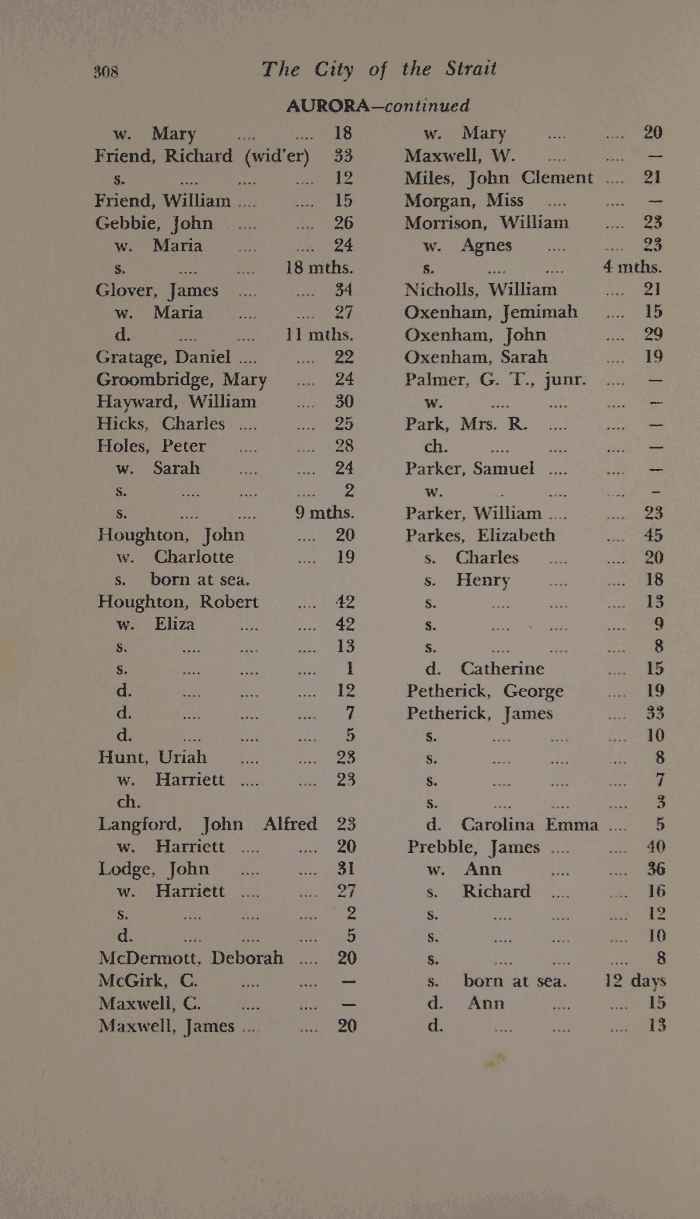 308
The City of the Strait
AURORA—continued
w. Mary .... .... 18
Friend, Richard (wid'er) 33
s. .... .... .... 12
Friend, William .... .... 15
Gebbie, John .... .... 26
w. Maria .... .... 24
s. .... .... 18 mths.
Glover, James .... .... 34
w. Maria .... .... 27
d. .... .... 11 mths.
Gratage, Daniel .... .... 22
Groombridge, Mary .... 24
Hayward, William .... 30
Hicks, Charles .... .... 25
Holes, Peter .... .... 28
w. Sarah .... .... 24
s. .... .... .... 2
s. .... .... 9 mths.
Houghton, John .... 20
w. Charlotte .... 19
s. born at sea.
Houghton, Robert .... 42
w. Eliza .... .... 42
s. .... .... .... 13
s. .... .... .... 1
d. .... .... .... 12
d. .... .... .... 7
d. .... .... .... 5
Hunt, Uriah .... .... 23
w. Harriett .... .... 23
ch.
Langford, John Alfred 23
w. Harriett .... .... 20
Lodge, John .... .... 31
w. Harriett .... .... 27
s. .... .... .... 2
d. .... .... .... 5
McDermott, Deborah .... 20
McGirk, C. .... .... —
Maxwell, C. .... .... —
Maxwell, James .... .... 20
w. Mary .... .... 20
Maxwell, W. .... .... —
Miles, John Clement .... 21
Morgan, Miss .... .... —
Morrison, William .... 23
w. Agnes .... .... 23
s. .... .... 4 mths.
Nicholls, William .... 21
Oxenham, Jemimah .... 15
Oxenham, John .... 29
Oxenham, Sarah .... 19
Palmer, G. T., junr. .... —
w. .... .... .... —
Park, Mrs. R. .... .... —
ch. .... .... .... —
Parker, Samuel .... .... —
w. .... .... .... —
Parker, William .... .... 23
Parkes, Elizabeth .... 45
s. Charles .... .... 20
s. Henry .... .... 18
s. .... .... .... 13
s. .... .... .... 9
s. .... .... .... 8
d. Catherine .... 15
Petherick, George .... 19
Petherick, James .... 33
s. .... .... .... 10
s. .... .... .... 8
s. .... .... .... 7
s. .... .... .... 3
d. Carolina Emma .... 5
Prebble, James .... .... 40
w. Ann .... .... 36
s. Richard .... .... 16
s. .... .... .... 12
s. .... .... .... 10
s. .... .... .... 8
s. born at sea. 12 days
d. Ann .... .... 15
d. .... .... .... 13